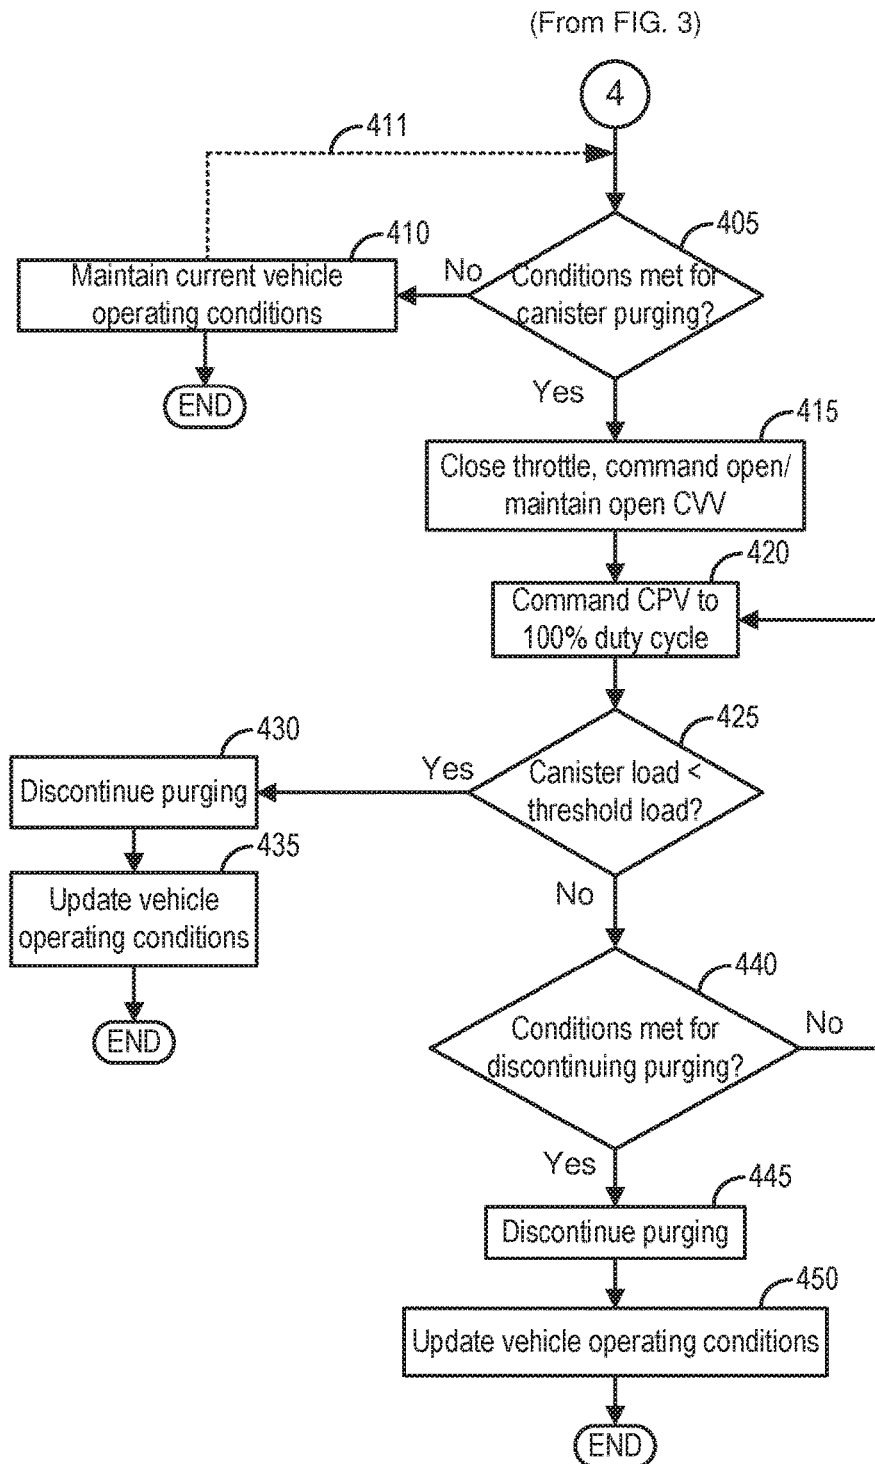 (From FIG. 3)
4
411
405
410
Maintain current vehicle
operating conditions
No
Conditions met for
canister purging?
END
Yes
415
Close throttle, command open/
maintain open CVV
420
Command CPV to
100% duty cycle
425
430
Yes
Canister load <
threshold load?
Discontinue purging
435
Update vehicle
operating conditions
No
END
440
Conditions met for
discontinuing purging?
No
Yes
445
Discontinue purging
450
Update vehicle operating conditions
END